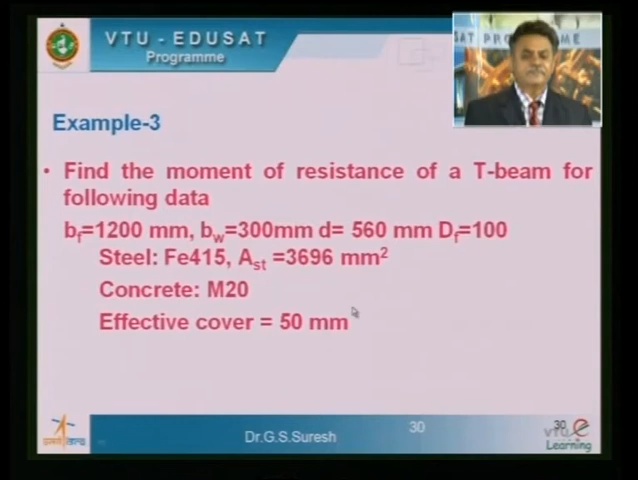 VTU - EDUSAT
Programme
SAT PROGRAMME
Example-3
• Find the moment of resistance of a T-beam for
following data
bf=1200 mm, bw=300mm d= 560 mm Df=100
Steel: Fe415, Ast =3696 mm²
Concrete: M20
Effective cover = 50 mm
Dr.G.S.Suresh
30
30
VTU e
Learning